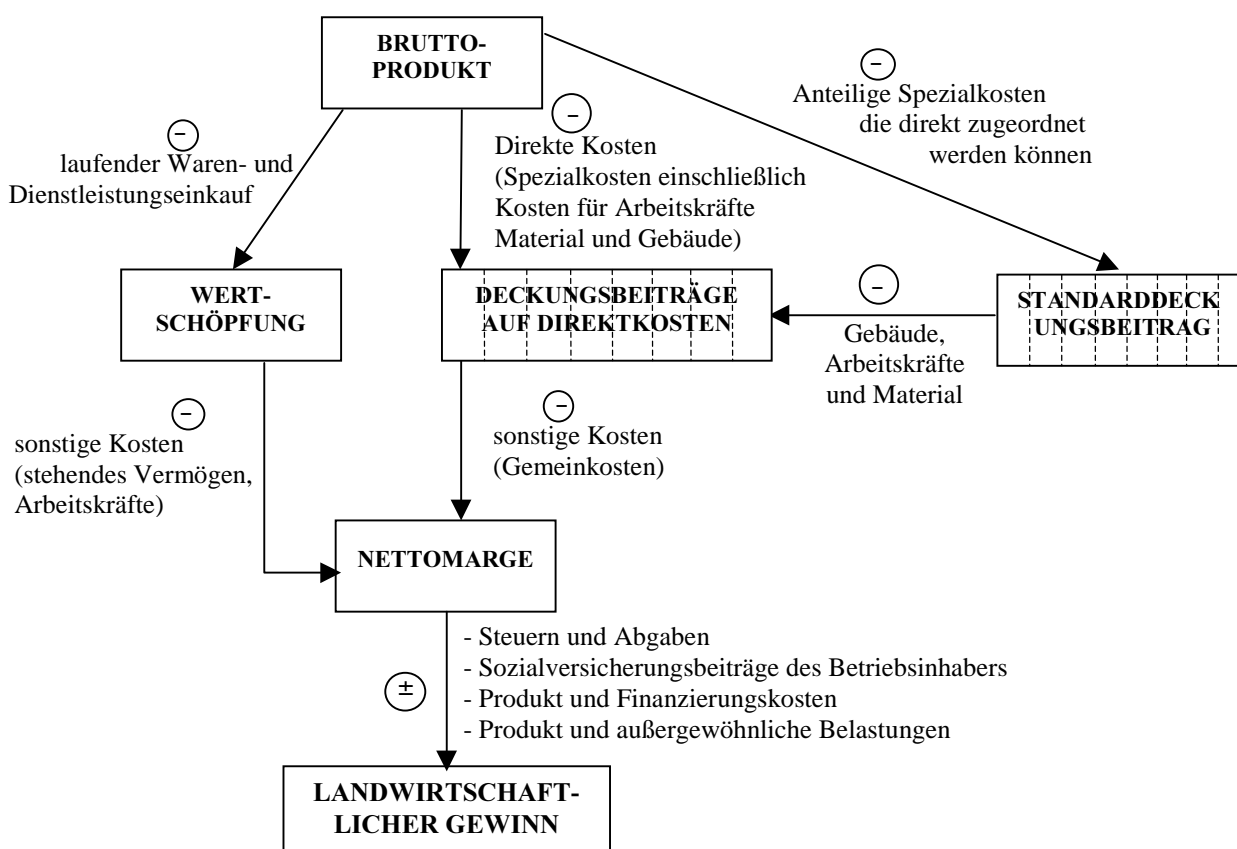 BRUTTO-
PRODUKT
−
Anteilige Spezialkosten
die direkt zugeordnet
werden können
−
laufender Waren- und
Dienstleistungseinkauf
−
Direkte Kosten
(Spezialkosten einschließlich
Kosten für Arbeitskräfte
Material und Gebäude)
WERT-
SCHÖPFUNG
DECKUNGSBEITRÄGE
AUF DIREKTKOSTEN
−
Gebäude,
Arbeitskräfte
und Material
STANDARDDECK
UNGSBEITRAG
−
sonstige Kosten
(stehendes Vermögen,
Arbeitskräfte)
−
sonstige Kosten
(Gemeinkosten)
NETTOMARGE
±
- Steuern und Abgaben
- Sozialversicherungsbeiträge des Betriebsinhabers
- Produkt und Finanzierungskosten
- Produkt und außergewöhnliche Belastungen
LANDWIRTSCHAFT-
LICHER GEWINN